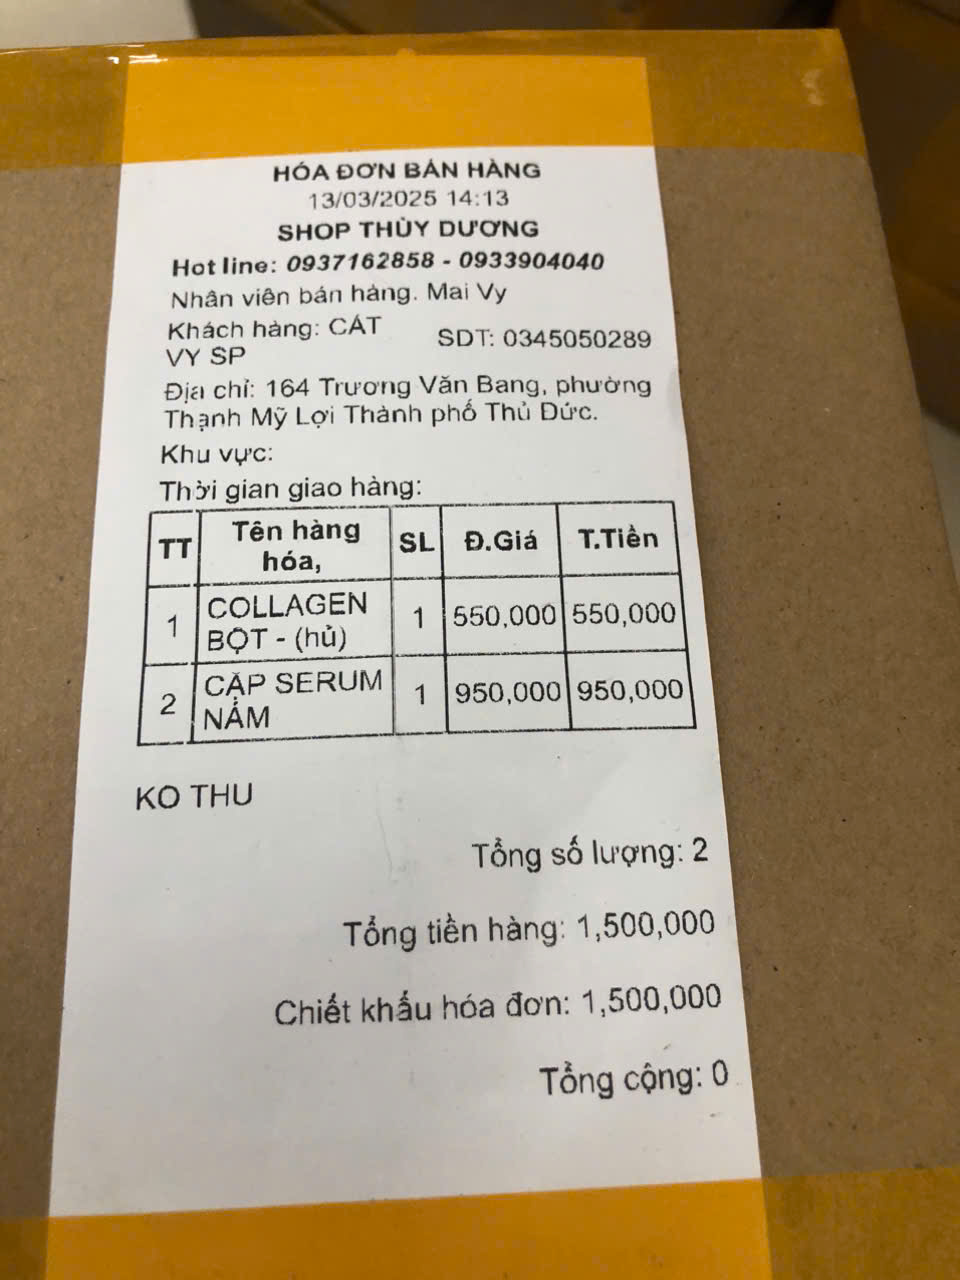 HÓA ĐƠN BÁN HÀNG
13/03/2025 14:13
SHOP THÙY DƯƠNG
Hot line: 0937162858 - 0933904040
Nhân viên bán hàng. Mai Vy
Khách hàng: CÁT VY SP
SDT: 0345050289
Địa chỉ: 164 Trương Văn Bang, phường
Thạnh Mỹ Lợi Thành phố Thủ Đức.
Khu vực:
Thời gian giao hàng:
TT Tên hàng hóa, SL Đ.Giá T.Tiền
1 COLLAGEN BỘT - (hủ) 1 550,000 550,000
2 CẶP SERUM NÁM 1 950,000 950,000
KO THU
Tổng số lượng: 2
Tổng tiền hàng: 1,500,000
Chiết khấu hóa đơn: 1,500,000
Tổng cộng: 0